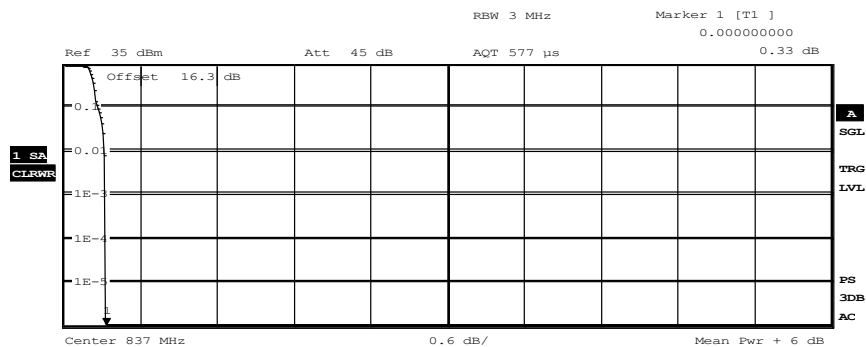 RBW 3 MHz Marker 1 [T1 ]
0.000000000
Ref 35 dBm Att 45 dB AQT 577 µs 0.33 dB
Offset 16.3 dB
0.1
A
SGL
0.01
1 SA
CLRWR
TRG
1E-3
LVL
1E-4
1E-5
PS
3DB
1
AC
Center 837 MHz 0.6 dB/ Mean Pwr + 6 dB